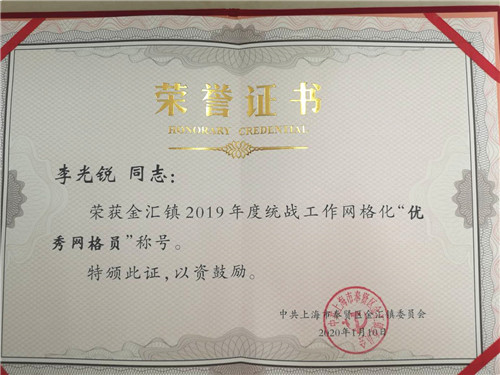 荣誉证书
HONORARY CREDENTIAL
李光锐 同志：
荣获金汇镇2019年度统战工作网格化“优
秀网格员”称号。
特颁此证，以资鼓励。
中共上海市奉贤区金汇镇委员会
2020年1月10日